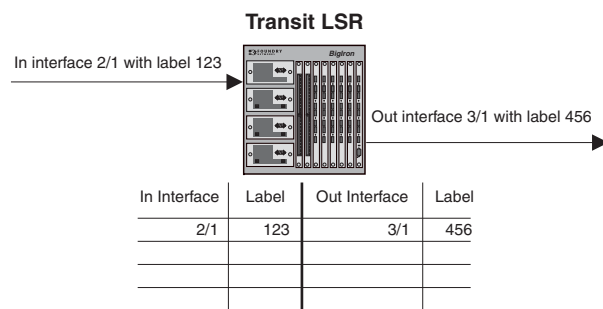 Transit LSR
FOUNDRY
NETWORKS
BigIron
In interface 2/1 with label 123
Out interface 3/1 with label 456
In Interface Label Out Interface Label
2/1 123 3/1 456